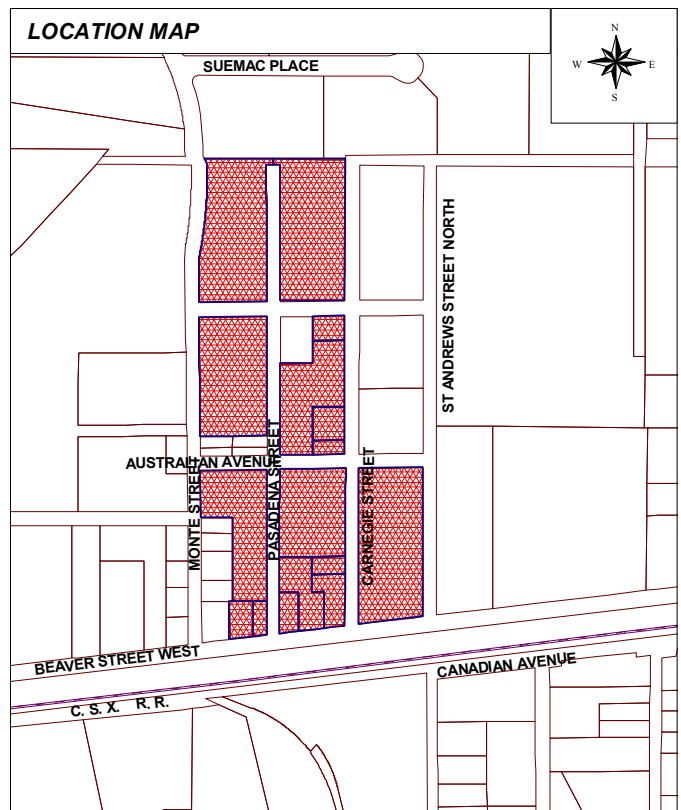 LOCATION MAP
N
W E
S
SUEMAC PLACE
ST ANDREWS STREET NORTH
AUSTRALIAN AVENUE
MONTE STREET
PASADENA STREET
CARNEGIE STREET
BEAVER STREET WEST
CANADIAN AVENUE
C. S.X. R. R.